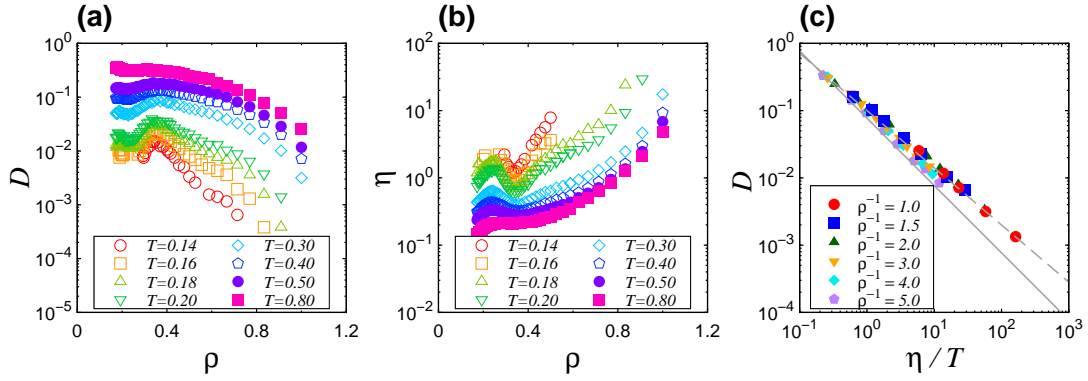 (a)
10^0
10^-1
10^-2
10^-3
10^-4
10^-5
D
T=0.14 T=0.30
T=0.16 T=0.40
T=0.18 T=0.50
T=0.20 T=0.80
0 0.4 0.8 1.2
ρ
(b)
10^2
10^1
10^0
10^-1
10^-2
η
T=0.14 T=0.30
T=0.16 T=0.40
T=0.18 T=0.50
T=0.20 T=0.80
0 0.4 0.8 1.2
ρ
(c)
10^0
10^-1
10^-2
10^-3
10^-4
D
ρ^-1 = 1.0
ρ^-1 = 1.5
ρ^-1 = 2.0
ρ^-1 = 3.0
ρ^-1 = 4.0
ρ^-1 = 5.0
10^-1 10^0 10^1 10^2 10^3
η / T